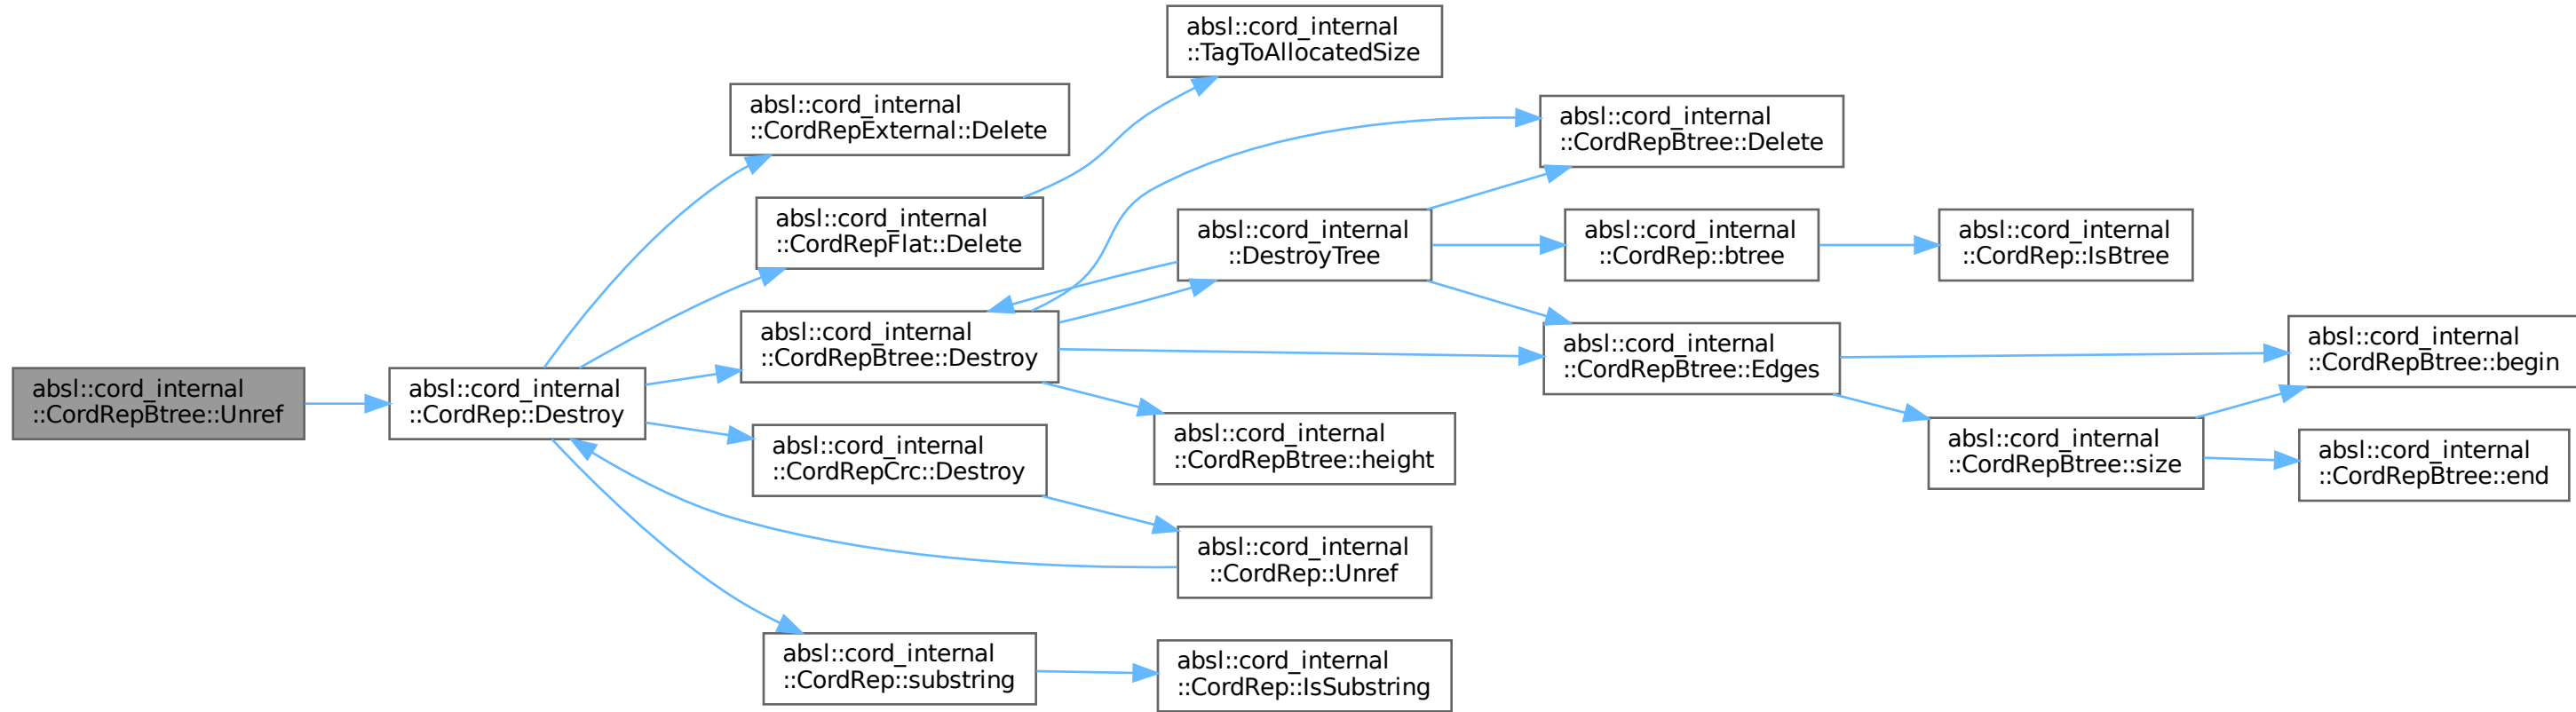 absl::cord_internal
::CordRepBtree::Unref
absl::cord_internal
::CordRep::Destroy
absl::cord_internal
::CordRepExternal::Delete
absl::cord_internal
::CordRepFlat::Delete
absl::cord_internal
::CordRepBtree::Destroy
absl::cord_internal
::CordRepCrc::Destroy
absl::cord_internal
::CordRep::substring
absl::cord_internal
::TagToAllocatedSize
absl::cord_internal
::DestroyTree
absl::cord_internal
::CordRepBtree::height
absl::cord_internal
::CordRep::Unref
absl::cord_internal
::CordRep::IsSubstring
absl::cord_internal
::CordRepBtree::Delete
absl::cord_internal
::CordRep::btree
absl::cord_internal
::CordRepBtree::Edges
absl::cord_internal
::CordRep::IsBtree
absl::cord_internal
::CordRepBtree::size
absl::cord_internal
::CordRepBtree::begin
absl::cord_internal
::CordRepBtree::end